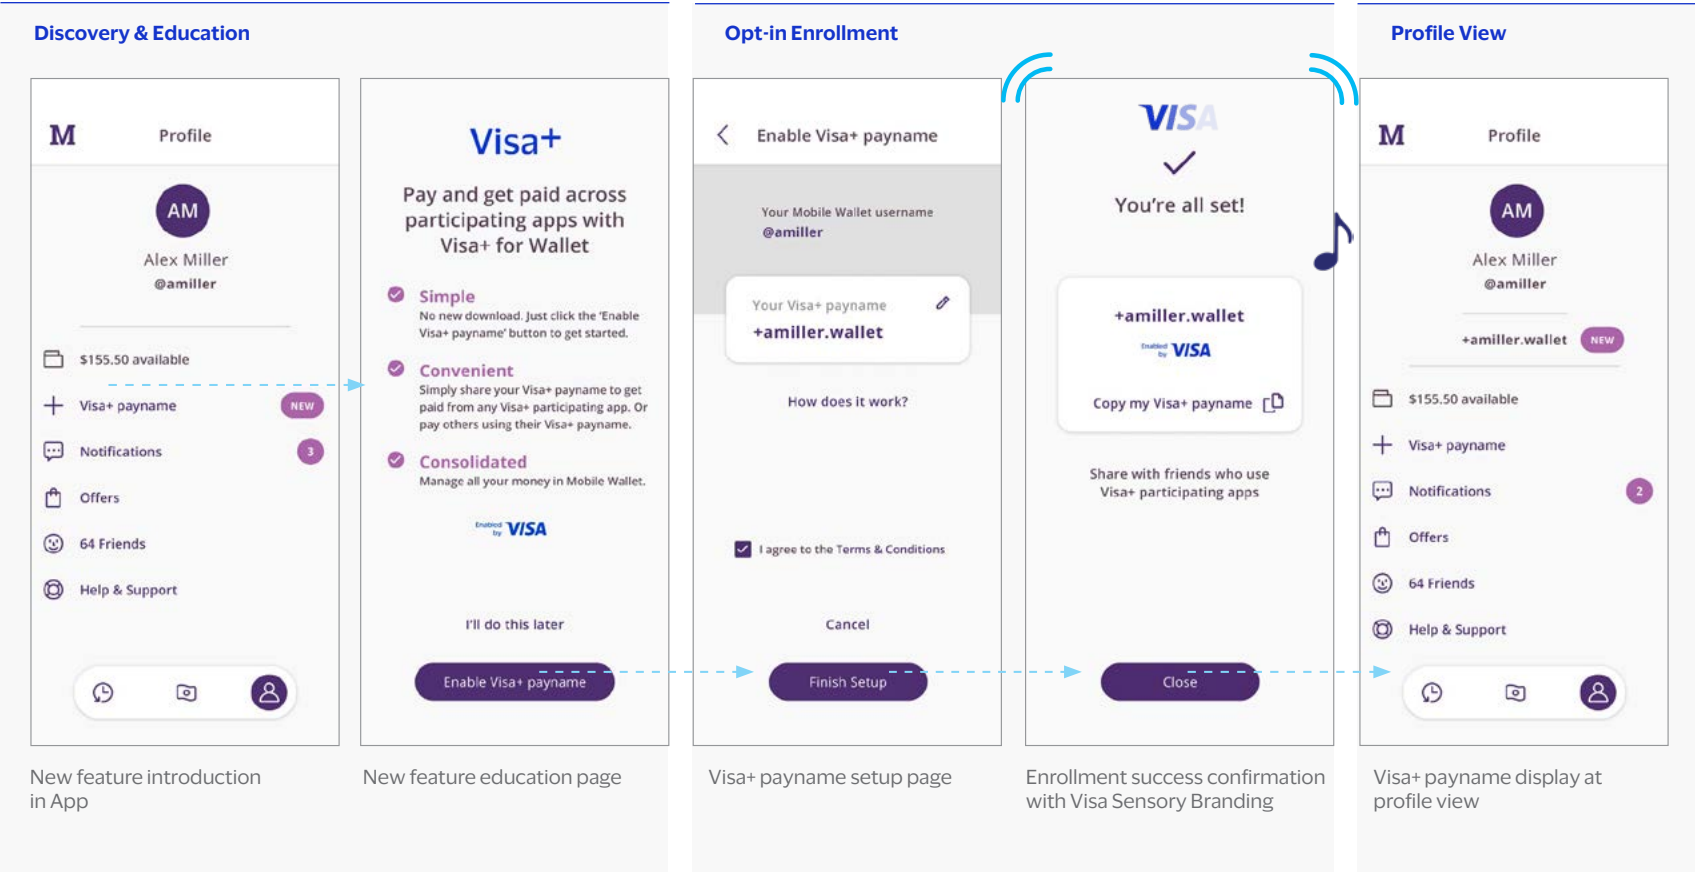 Discovery & Education
M
Profile
AM
Alex Miller
@amiller
$155.50 available
Visa+ payname
NEW
Notifications
3
Offers
64 Friends
Help & Support
New feature introduction
in App
Visa+
Pay and get paid across
participating apps with
Visa+ for Wallet
Simple
No new download. Just click the ‘Enable
Visa+ payname’ button to get started.
Convenient
Simply share your Visa+ payname to get
paid from any Visa+ participating app. Or
pay others using their Visa+ payname.
Consolidated
Manage all your money in Mobile Wallet.
Enabled
by VISA
I'll do this later
Enable Visa+ payname
New feature education page
Opt-in Enrollment
Enable Visa+ payname
Your Mobile Wallet username
@amiller
Your Visa+ payname
+amiller.wallet
How does it work?
I agree to the Terms & Conditions
Cancel
Finish Setup
Visa+ payname setup page
VISA
You’re all set!
+amiller.wallet
Enabled
by VISA
Copy my Visa+ payname
Share with friends who use
Visa+ participating apps
Close
Enrollment success confirmation
with Visa Sensory Branding
Profile View
M
Profile
AM
Alex Miller
@amiller
+amiller.wallet
NEW
$155.50 available
Visa+ payname
Notifications
2
Offers
64 Friends
Help & Support
Visa+ payname display at
profile view